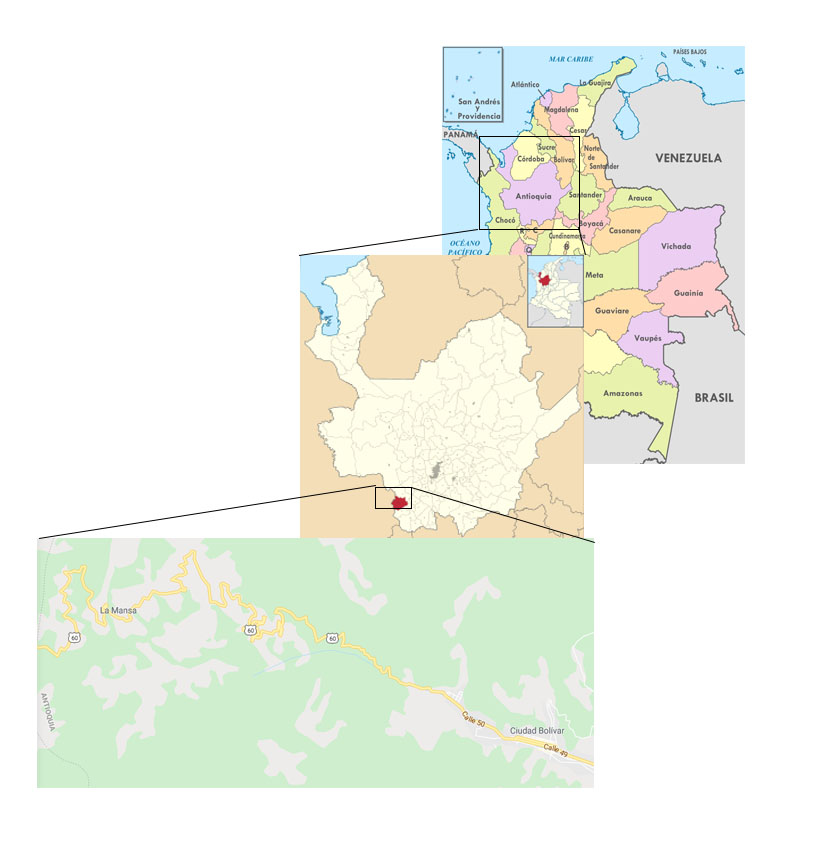 PAÍSES BAJOS
MAR CARIBE
La Guajira
Atlántico
San Andrés
y
Providencia
Magdalena
Cesar
PANAMÁ
Sucre
Norte
de
Santander
Córdoba
Bolívar
VENEZUELA
Antioquia
Santander
Arauca
Chocó
Boyacá
Casanare
R
C
Cundinamarca
OCÉANO
PACÍFICO
Q
B
Vichada
Meta
Guainía
Guaviare
Vaupés
Amazonas
BRASIL
La Mansa
60
60
60
ANTIOQUIA
Calle 50
Ciudad Bolívar
Calle 49